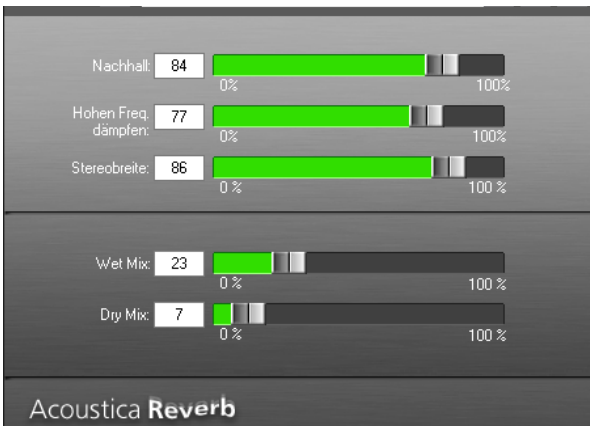 Nachhall: 84
0% 100%
Hohen Freq. dämpfen: 77
0% 100%
Stereobreite: 86
0 % 100 %
Wet Mix: 23
0 % 100 %
Dry Mix: 7
0 % 100 %
Acoustica Reverb